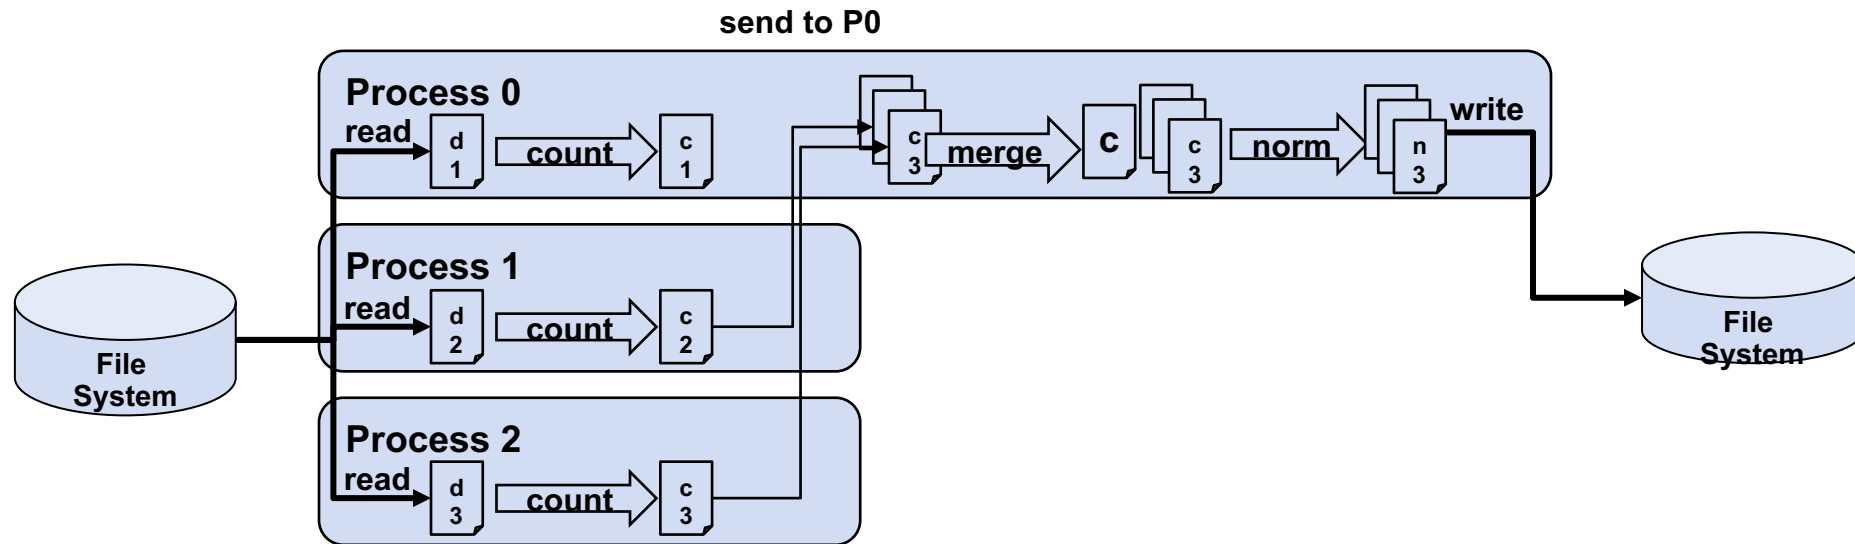 send to P0
Process 0
read
d
1
count
c
1
c
3
merge
c
c
3
norm
n
3
write
Process 1
read
d
2
count
c
2
Process 2
read
d
3
count
c
3
File
System
File
System